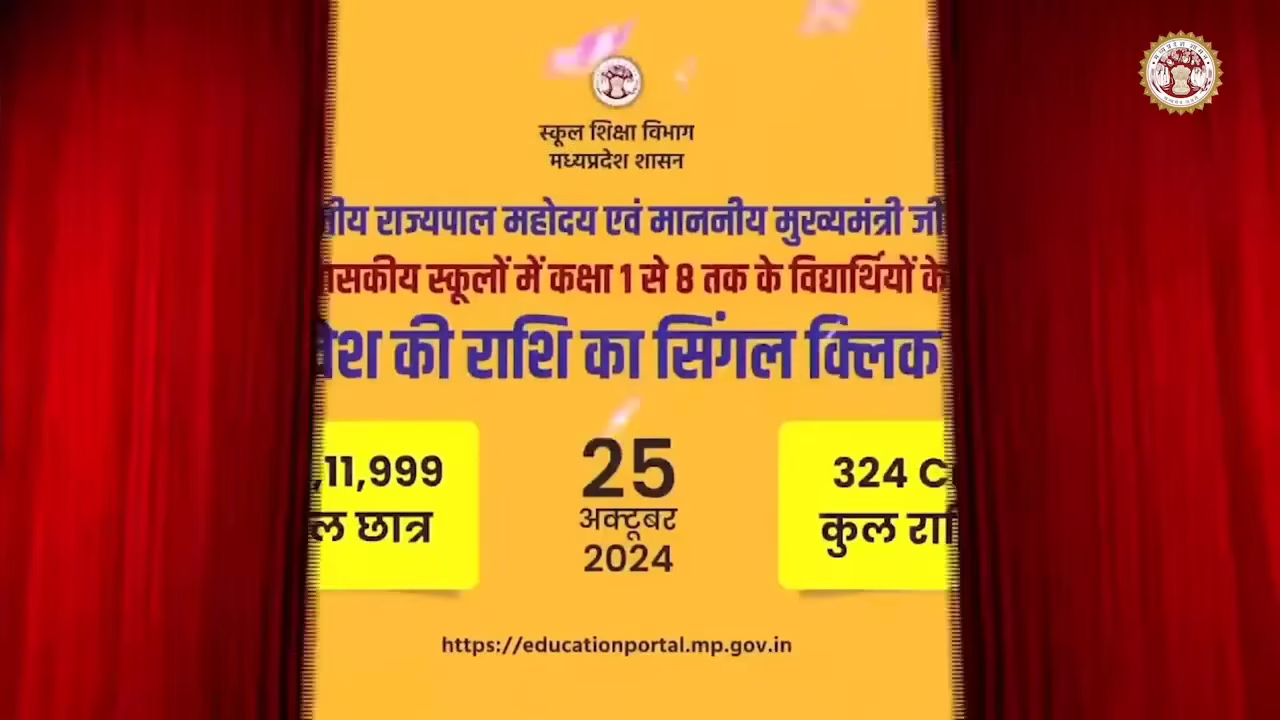 स्कूल शिक्षा विभाग
मध्यप्रदेश शासन
राज्यपाल महोदय एवं माननीय मुख्यमंत्री जी
स्कूलों में कक्षा 1 से 8 तक के विद्यार्थियों के
की राशि का सिंगल क्लिक
,11,999
छात्र
25
अक्टूबर
2024
324
कुल
https://educationportal.mp.gov.in